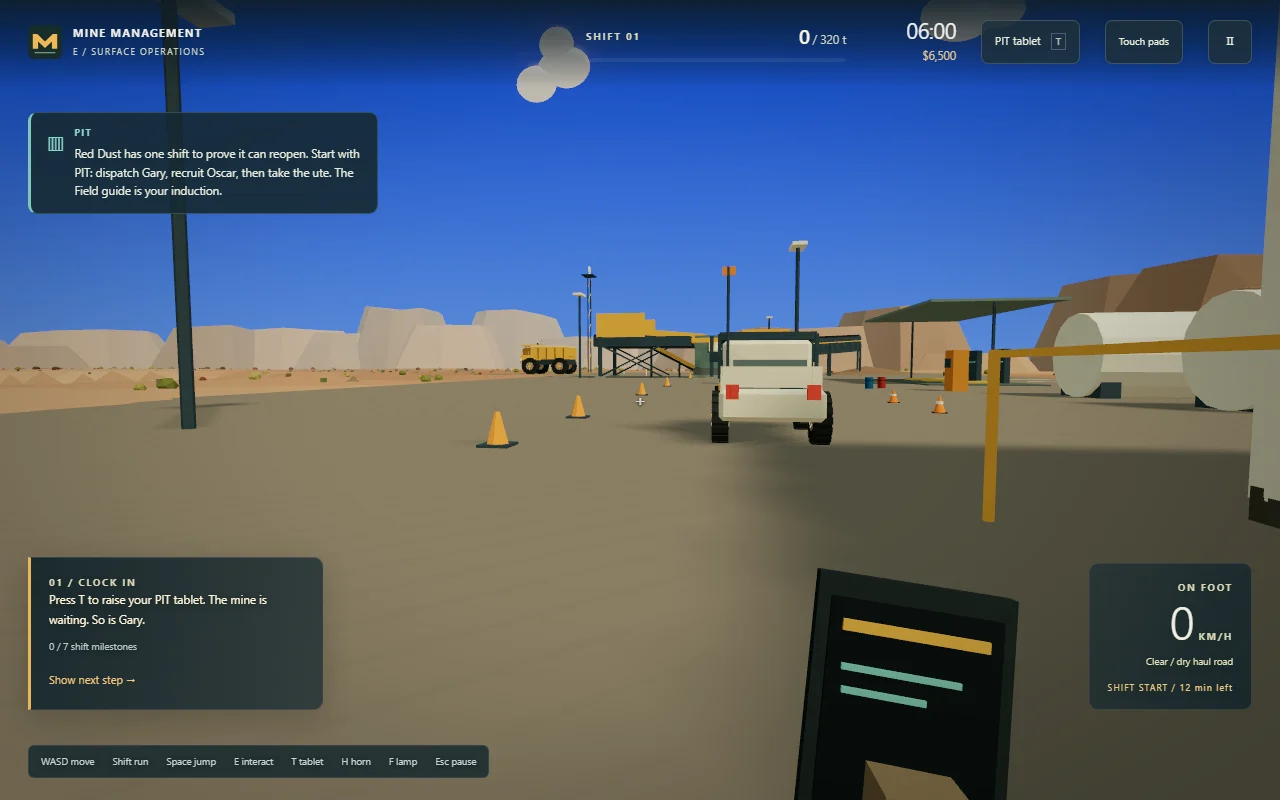 MINE MANAGEMENT
E / SURFACE OPERATIONS
SHIFT 01
0 / 320 t
06:00
$6,500
PIT tablet T
Touch pads
II
PIT
Red Dust has one shift to prove it can reopen. Start with
PIT: dispatch Gary, recruit Oscar, then take the ute. The
Field guide is your induction.
01 / CLOCK IN
Press T to raise your PIT tablet. The mine is
waiting. So is Gary.
0 / 7 shift milestones
Show next step →
ON FOOT
0 KM/H
Clear / dry haul road
SHIFT START / 12 min left
WASD move Shift run Space jump E interact T tablet H horn F lamp Esc pause